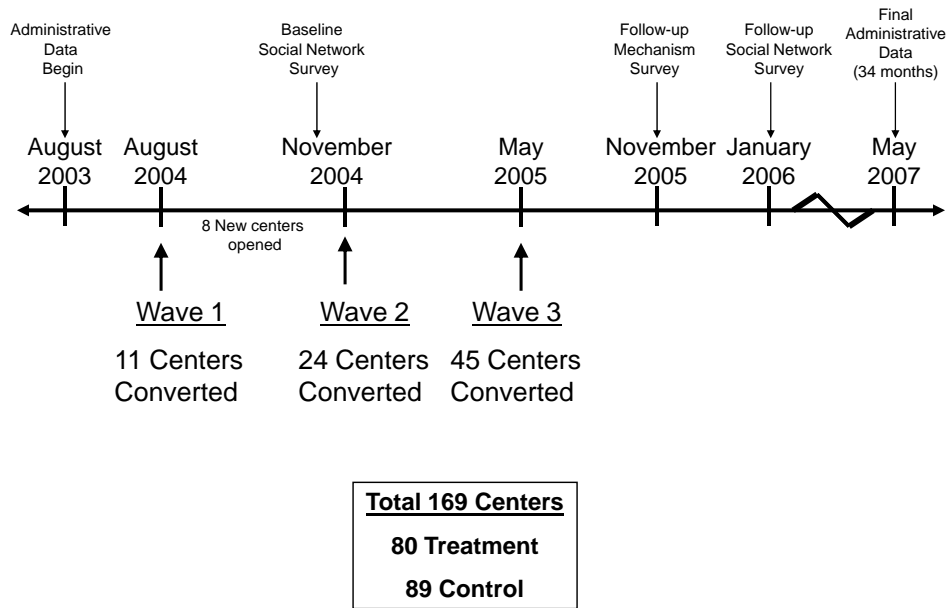 Administrative
Data
Begin
Baseline
Social Network
Survey
Follow-up
Mechanism
Survey
Follow-up
Social Network
Survey
Final
Administrative
Data
(34 months)
August
2003
August
2004
November
2004
May
2005
November
2005
January
2006
May
2007
8 New centers
opened
Wave 1
11 Centers
Converted
Wave 2
24 Centers
Converted
Wave 3
45 Centers
Converted
Total 169 Centers
80 Treatment
89 Control